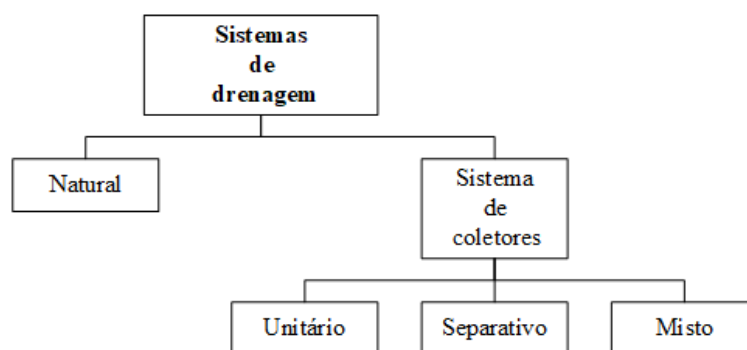 Sistemas
de
drenagem
Natural
Sistema
de
coletores
Unitário
Separativo
Misto